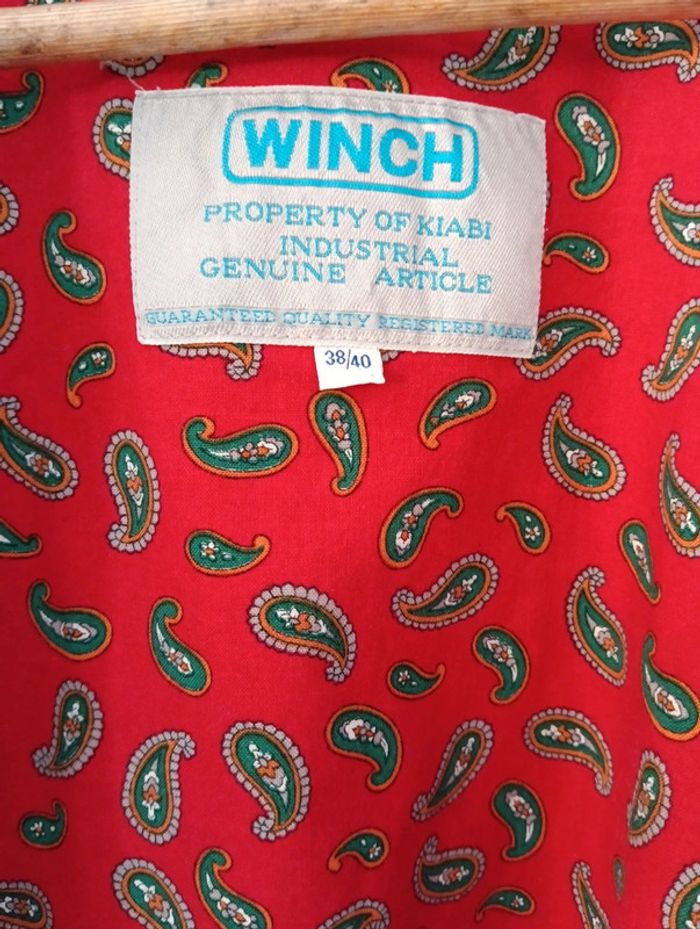 WINCH
PROPERTY OF KIABI
INDUSTRIAL
GENUINE ARTICLE
GUARANTEED QUALITY REGISTERED MARK
38/40